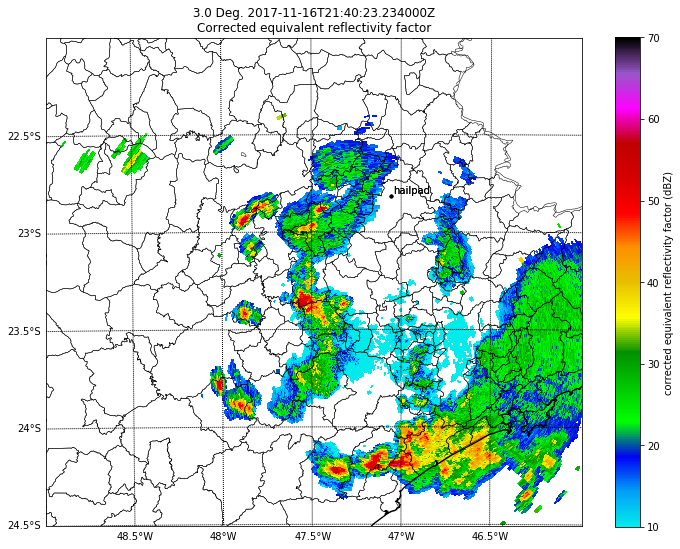 3.0 Deg. 2017-11-16T21:40:23.234000Z
Corrected equivalent reflectivity factor
hailpad
22.5°S
23°S
23.5°S
24°S
24.5°S
48.5°W
48°W
47.5°W
47°W
46.5°W
70
60
50
40
30
20
10
corrected equivalent reflectivity factor (dBZ)